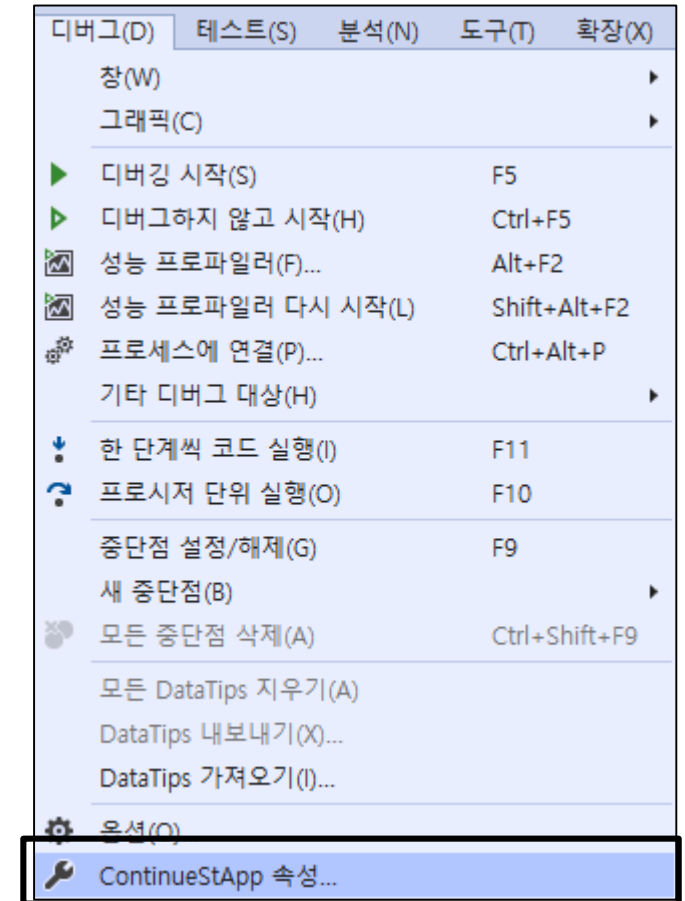 디버그(D) 테스트(S) 분석(N) 도구(T) 확장(X)
창(W)
그래픽(C)
디버깅 시작(S) F5
디버그하지 않고 시작(H) Ctrl+F5
성능 프로파일러(F)... Alt+F2
성능 프로파일러 다시 시작(L) Shift+Alt+F2
프로세스에 연결(P)... Ctrl+Alt+P
기타 디버그 대상(H)
한 단계씩 코드 실행(I) F11
프로시저 단위 실행(O) F10
중단점 설정/해제(G) F9
새 중단점(B)
모든 중단점 삭제(A) Ctrl+Shift+F9
모든 DataTips 지우기(A)
DataTips 내보내기(X)...
DataTips 가져오기(I)...
옵션(O)...
ContinueStApp 속성...